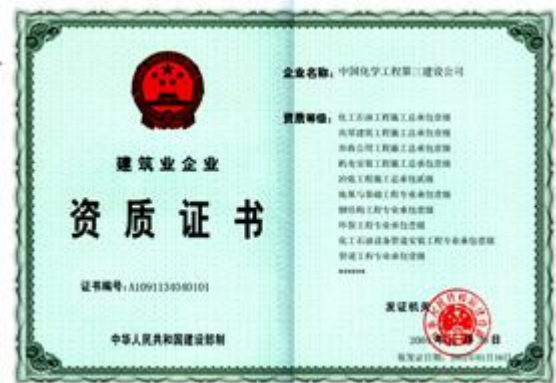 建筑业企业
资质证书
证书编号:A1091134040101
中华人民共和国建设部制
企业名称:中国化学工程第三建设公司
资质等级:化工石油工程施工总承包壹级
房屋建筑工程施工总承包壹级
市政公用工程施工总承包壹级
机电安装工程施工总承包壹级
冶炼工程施工总承包贰级
地基与基础工程专业承包壹级
钢结构工程专业承包壹级
环保工程专业承包壹级
化工石油设备管道安装工程专业承包壹级
管道工程专业承包壹级
******
发证机关